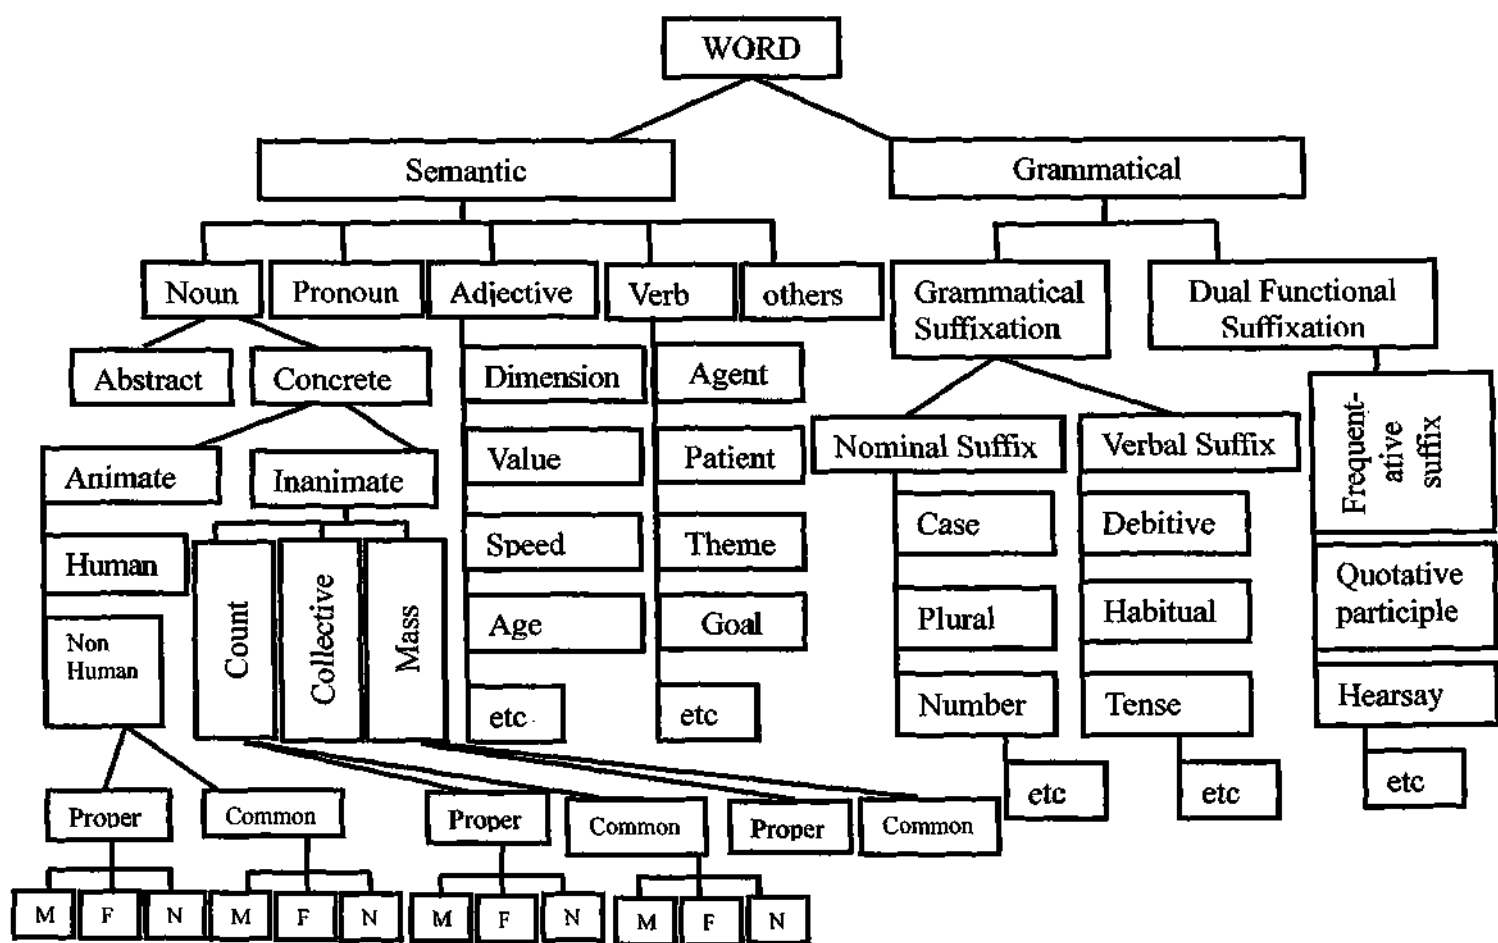 WORD
Semantic
Grammatical
Noun
Pronoun
Adjective
Verb
others
Grammatical
Suffixation
Dual Functional
Suffixation
Abstract
Concrete
Dimension
Agent
Frequent-
ative
suffix
Animate
Inanimate
Value
Patient
Nominal Suffix
Verbal Suffix
Human
Count
Collective
Mass
Speed
Theme
Case
Debitive
Quotative
participle
Non
Human
Age
Goal
Plural
Habitual
etc
etc
Number
Tense
Hearsay
etc
etc
etc
Proper
Common
Proper
Common
Proper
Common
M
F
N
M
F
N
M
F
N
M
F
N